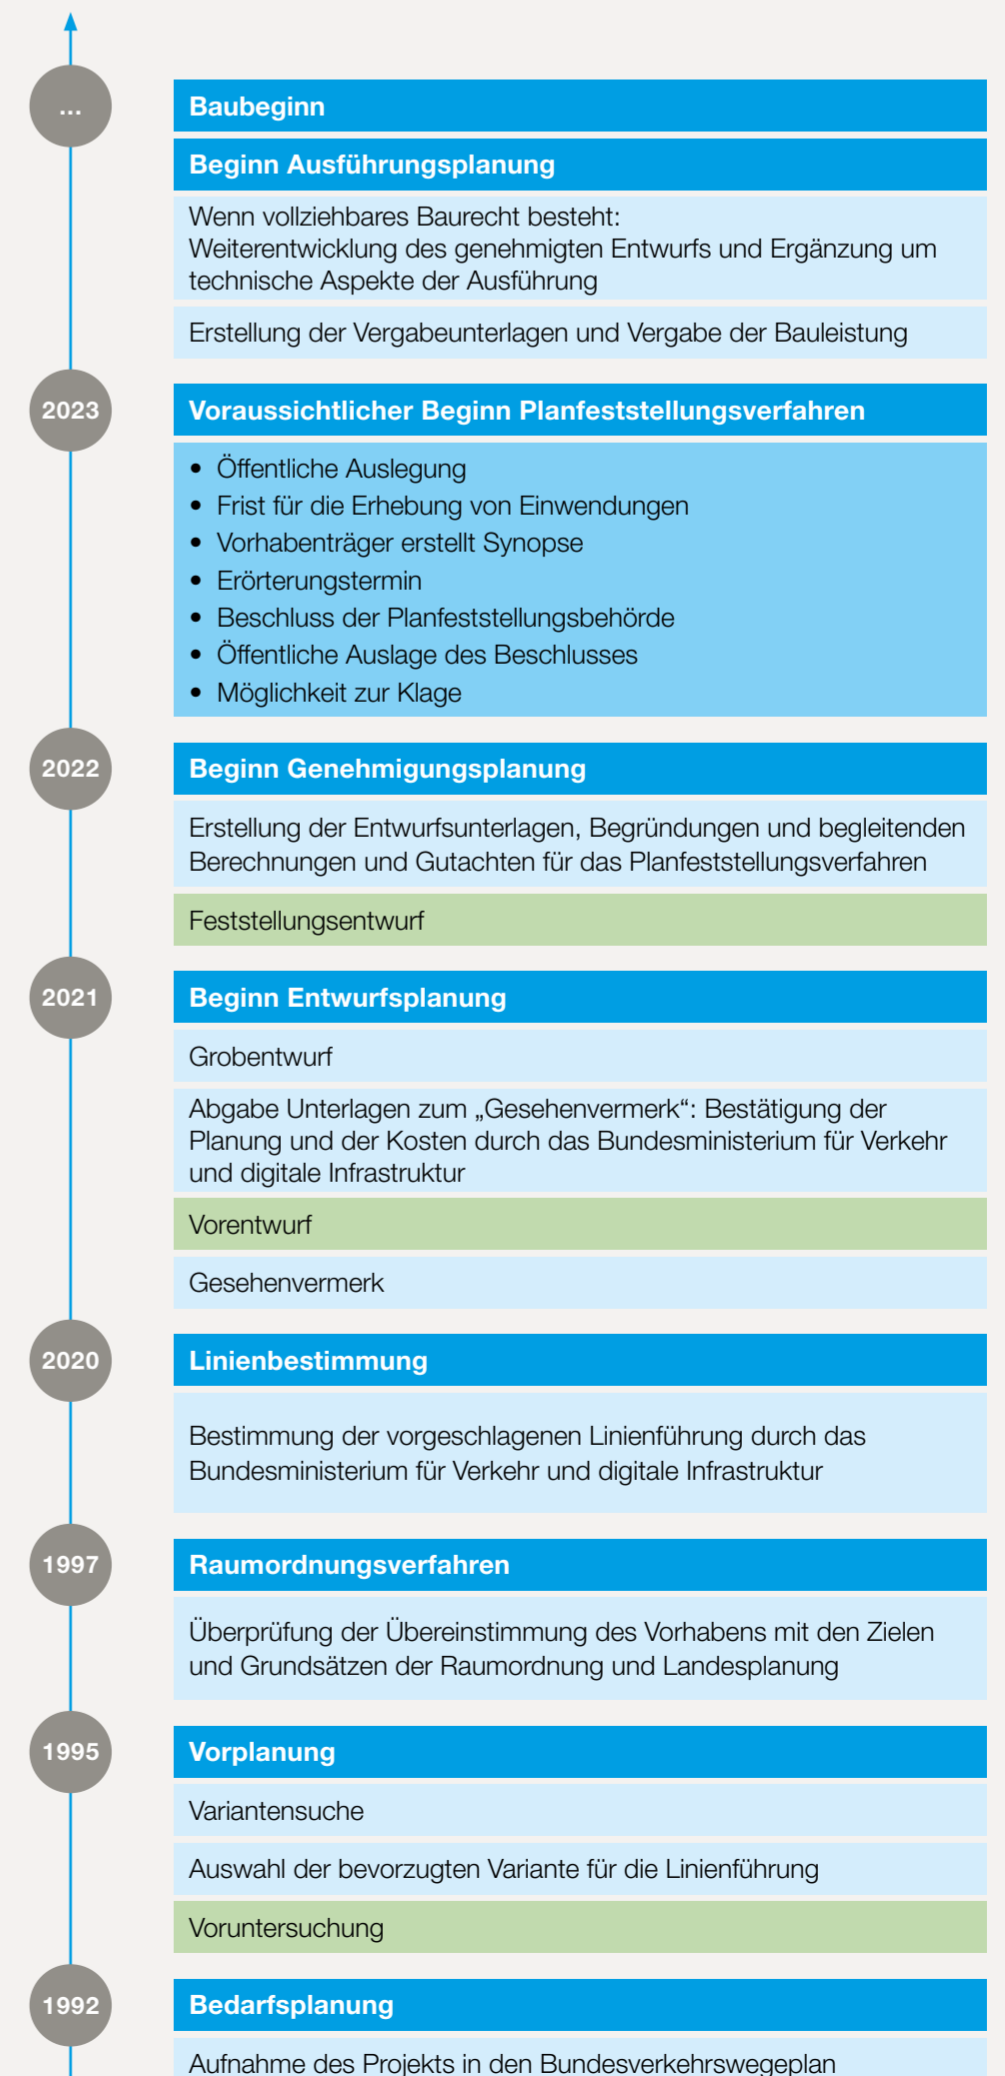 ...
Baubeginn
Beginn Ausführungsplanung
Wenn vollziehbares Baurecht besteht:
Weiterentwicklung des genehmigten Entwurfs und Ergänzung um
technische Aspekte der Ausführung
Erstellung der Vergabeunterlagen und Vergabe der Bauleistung
2023
Voraussichtlicher Beginn Planfeststellungsverfahren
• Öffentliche Auslegung
• Frist für die Erhebung von Einwendungen
• Vorhabenträger erstellt Synopse
• Erörterungstermin
• Beschluss der Planfeststellungsbehörde
• Öffentliche Auslage des Beschlusses
• Möglichkeit zur Klage
2022
Beginn Genehmigungsplanung
Erstellung der Entwurfsunterlagen, Begründungen und begleitenden
Berechnungen und Gutachten für das Planfeststellungsverfahren
Feststellungsentwurf
2021
Beginn Entwurfsplanung
Grobentwurf
Abgabe Unterlagen zum „Gesehenvermerk“: Bestätigung der
Planung und der Kosten durch das Bundesministerium für Verkehr
und digitale Infrastruktur
Vorentwurf
Gesehenvermerk
2020
Linienbestimmung
Bestimmung der vorgeschlagenen Linienführung durch das
Bundesministerium für Verkehr und digitale Infrastruktur
1997
Raumordnungsverfahren
Überprüfung der Übereinstimmung des Vorhabens mit den Zielen
und Grundsätzen der Raumordnung und Landesplanung
1995
Vorplanung
Variantensuche
Auswahl der bevorzugten Variante für die Linienführung
Voruntersuchung
1992
Bedarfsplanung
Aufnahme des Projekts in den Bundesverkehrswegeplan